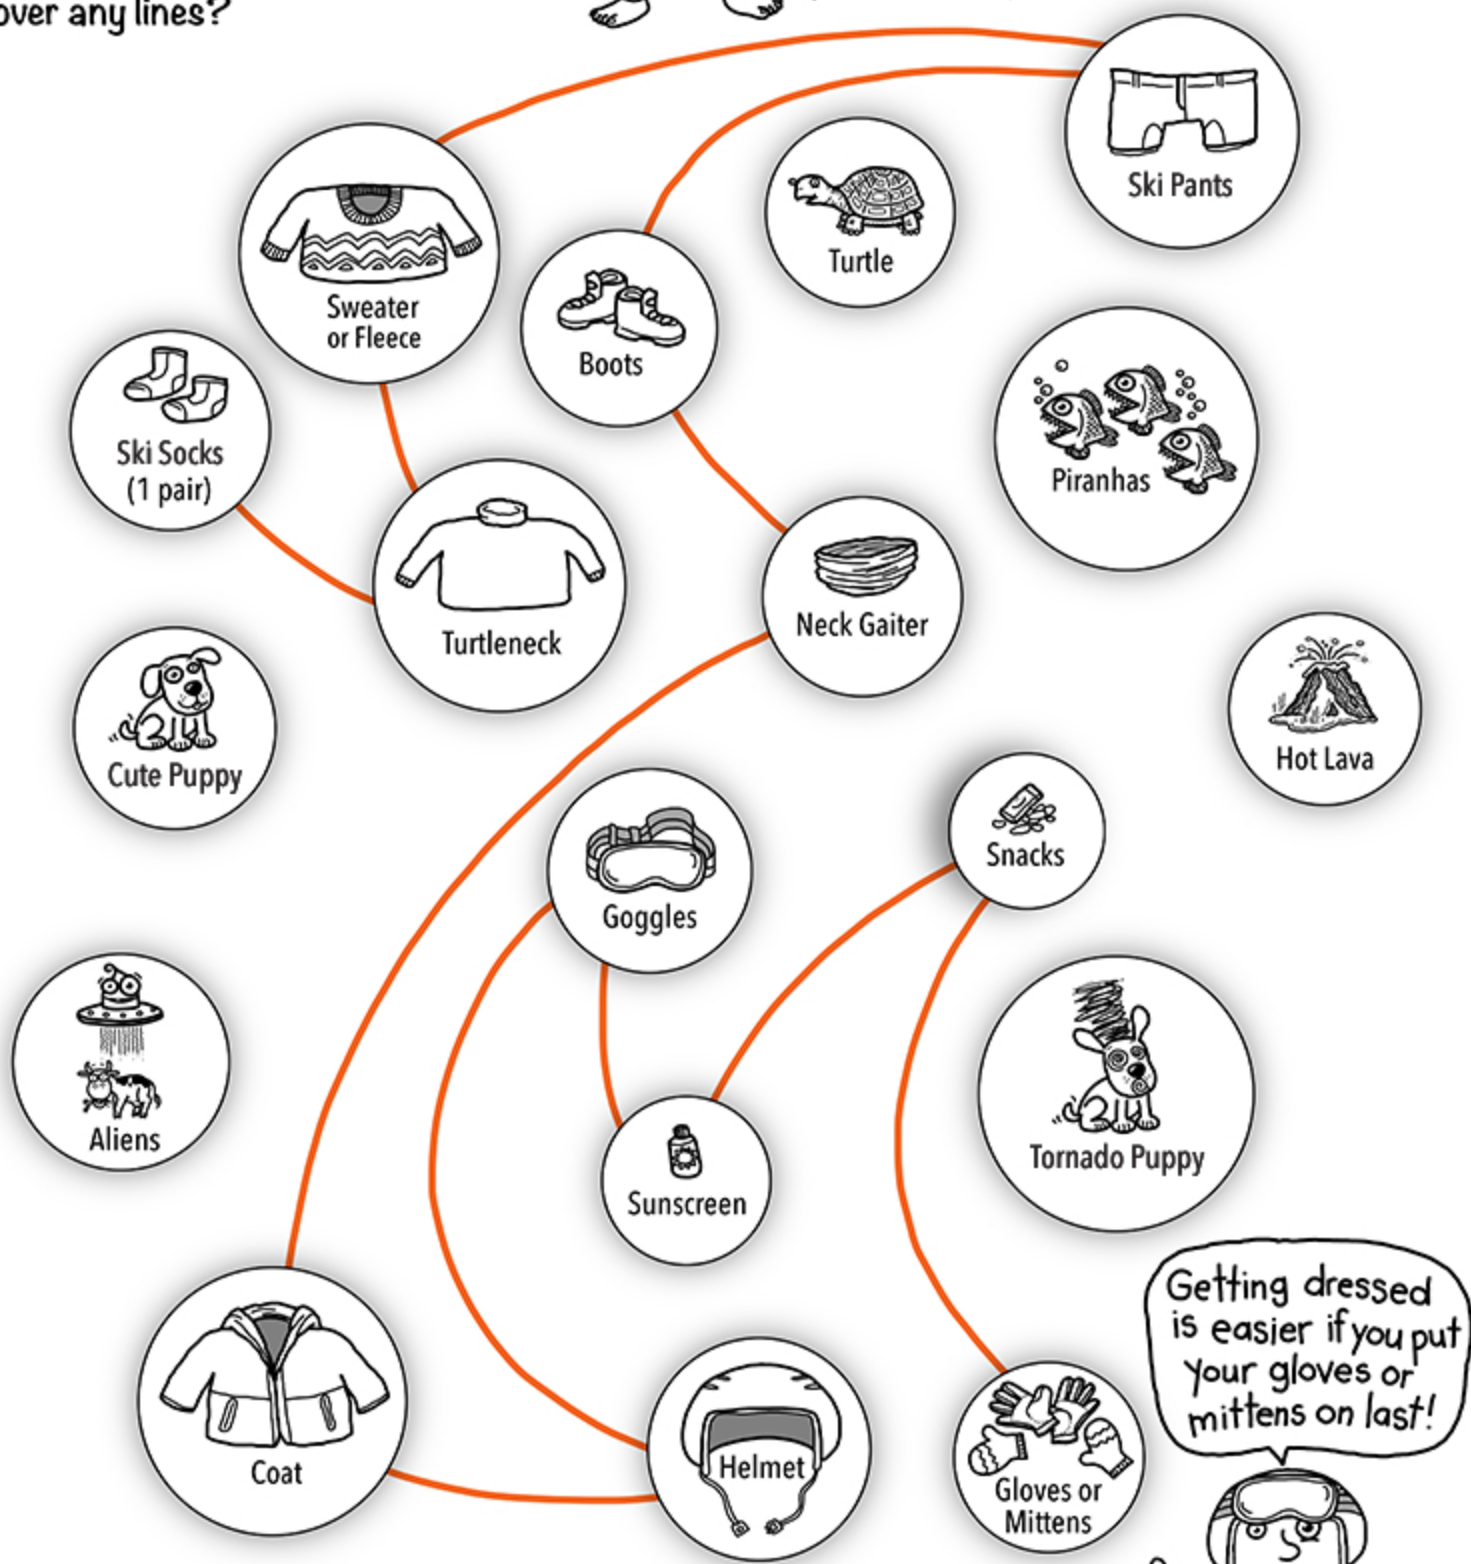 over any lines?
Ski Pants
Turtle
Sweater
or Fleece
Boots
Ski Socks
(1 pair)
Piranhas
Turtleneck
Neck Gaiter
Cute Puppy
Hot Lava
Snacks
Goggles
Aliens
Tornado Puppy
Sunscreen
Getting dressed
is easier if you put
your gloves or
mittens on last!
Coat
Helmet
Gloves or
Mittens